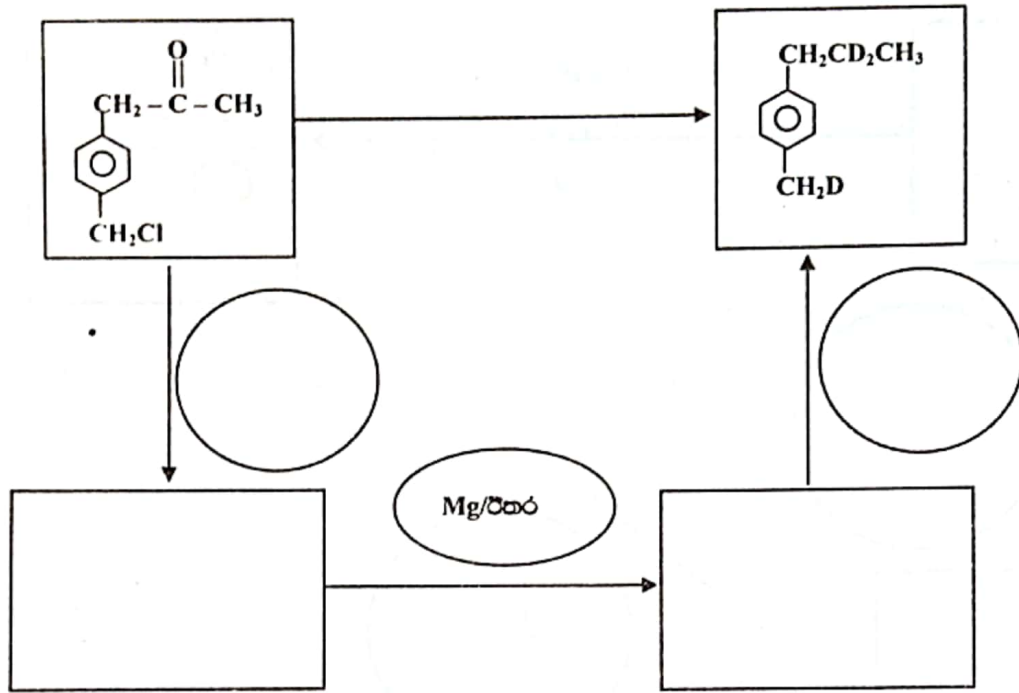 O
CH₂ – C – CH₃
CH₂Cl
CH₂CD₂CH₃
CH₂D
Mg/ඊතර්